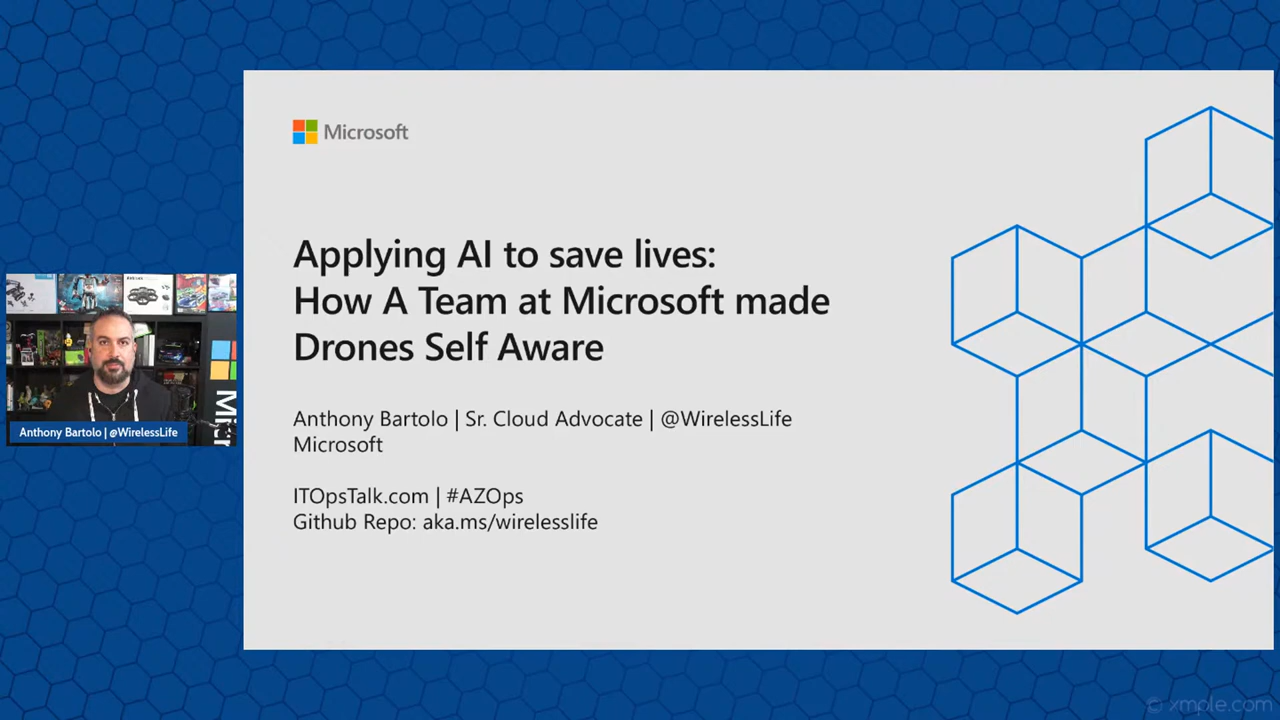 Microsoft
Applying AI to save lives:
How A Team at Microsoft made
Drones Self Aware
Anthony Bartolo | Sr. Cloud Advocate | @WirelessLife
Microsoft
ITOpsTalk.com | #AZOps
Github Repo: aka.ms/wirelesslife
Anthony Bartolo | @WirelessLife
© xmple.com